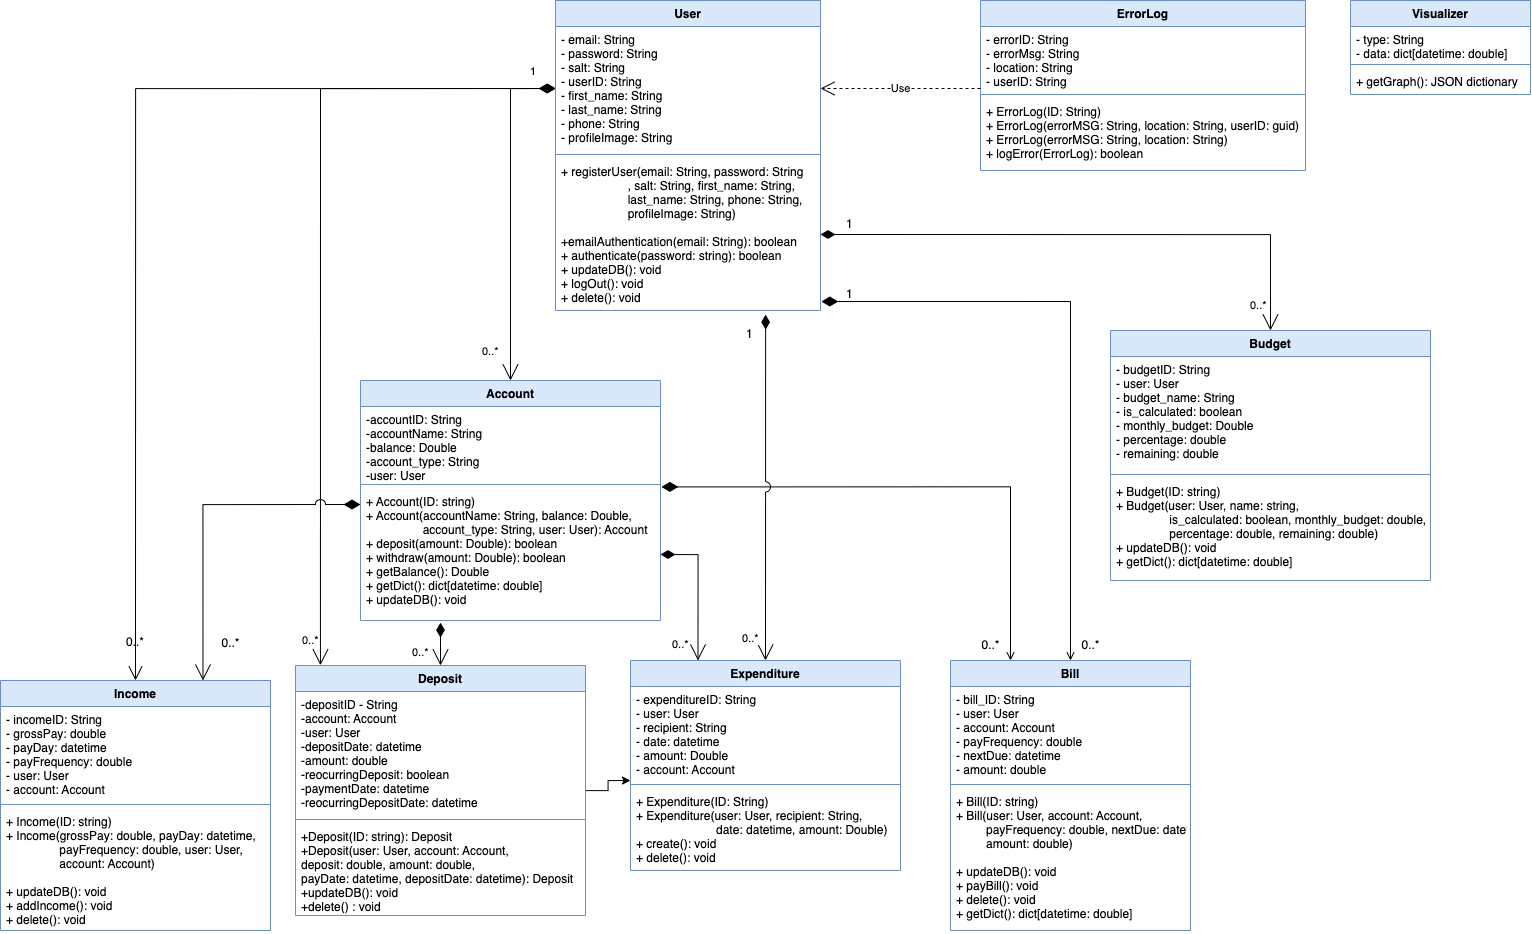 User
- email: String
- password: String
- salt: String
- userID: String
- first_name: String
- last_name: String
- phone: String
- profileImage: String
+ registerUser(email: String, password: String
, salt: String, first_name: String,
last_name: String, phone: String,
profileImage: String)
+emailAuthentication(email: String): boolean
+ authenticate(password: string): boolean
+ updateDB(): void
+ logOut(): void
+ delete(): void
ErrorLog
- errorID: String
- errorMsg: String
- location: String
- userID: String
+ ErrorLog(ID: String)
+ ErrorLog(errorMSG: String, location: String, userID: guid)
+ ErrorLog(errorMSG: String, location: String)
+ logError(ErrorLog): boolean
Visualizer
- type: String
- data: dict[datetime: double]
+ getGraph(): JSON dictionary
Use
1
1
1
1
0..*
0..*
Budget
- budgetID: String
- user: User
- budget_name: String
- is_calculated: boolean
- monthly_budget: Double
- percentage: double
- remaining: double
+ Budget(ID: string)
+ Budget(user: User, name: string,
is_calculated: boolean, monthly_budget: double,
percentage: double, remaining: double)
+ updateDB(): void
+ getDict(): dict[datetime: double]
Account
-accountID: String
-accountName: String
-balance: Double
-account_type: String
-user: User
+ Account(ID: string)
+ Account(accountName: String, balance: Double,
account_type: String, user: User): Account
+ deposit(amount: Double): boolean
+ withdraw(amount: Double): boolean
+ getBalance(): Double
+ getDict(): dict[datetime: double]
+ updateDB(): void
0..*
0..*
0..*
0..*
0..*
0..*
0..*
0..*
Income
- incomeID: String
- grossPay: double
- payDay: datetime
- payFrequency: double
- user: User
- account: Account
+ Income(ID: string)
+ Income(grossPay: double, payDay: datetime,
payFrequency: double, user: User,
account: Account)
+ updateDB(): void
+ addIncome(): void
+ delete(): void
Deposit
-depositID - String
-account: Account
-user: User
-depositDate: datetime
-amount: double
-reocurringDeposit: boolean
-paymentDate: datetime
-reocurringDepositDate: datetime
+Deposit(ID: string): Deposit
+Deposit(user: User, account: Account,
deposit: double, amount: double,
payDate: datetime, depositDate: datetime): Deposit
+updateDB(): void
+delete() : void
Expenditure
- expenditureID: String
- user: User
- recipient: String
- date: datetime
- amount: Double
- account: Account
+ Expenditure(ID: String)
+ Expenditure(user: User, recipient: String,
date: datetime, amount: Double)
+ create(): void
+ delete(): void
Bill
- bill_ID: String
- user: User
- account: Account
- payFrequency: double
- nextDue: datetime
- amount: double
+ Bill(ID: string)
+ Bill(user: User, account: Account,
payFrequency: double, nextDue: date
amount: double)
+ updateDB(): void
+ payBill(): void
+ delete(): void
+ getDict(): dict[datetime: double]